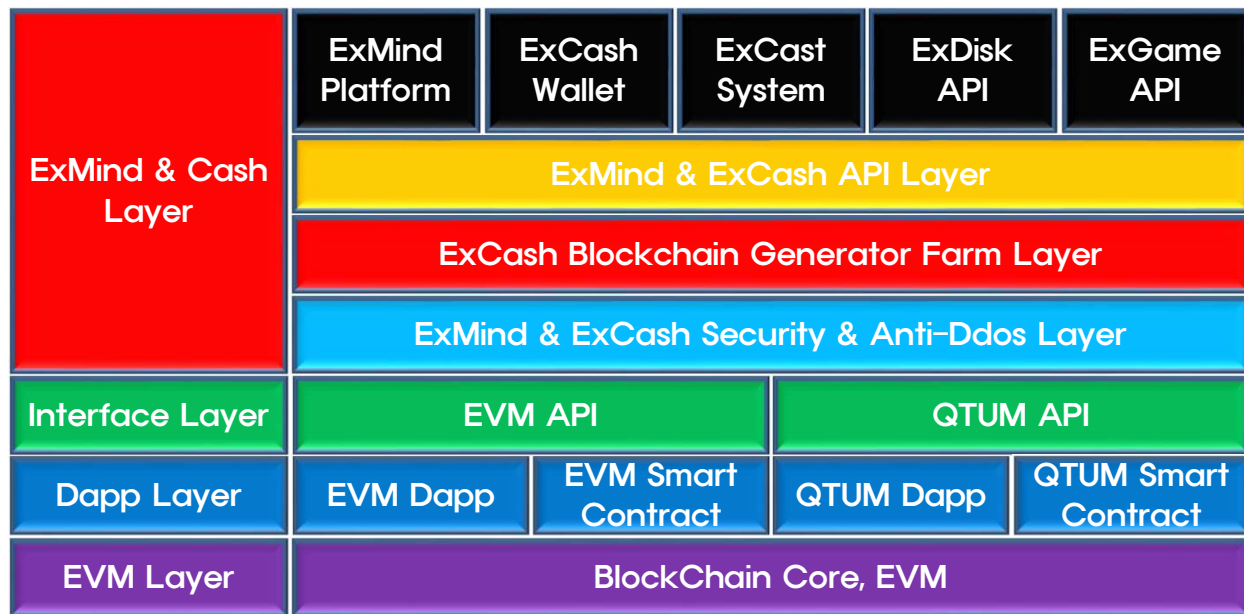 ExMind & Cash
Layer
ExMind
Platform
ExCash
Wallet
ExCast
System
ExDisk
API
ExGame
API
ExMind & ExCash API Layer
ExCash Blockchain Generator Farm Layer
ExMind & ExCash Security & Anti-Ddos Layer
Interface Layer
EVM API
QTUM API
Dapp Layer
EVM Dapp
EVM Smart
Contract
QTUM Dapp
QTUM Smart
Contract
EVM Layer
BlockChain Core, EVM